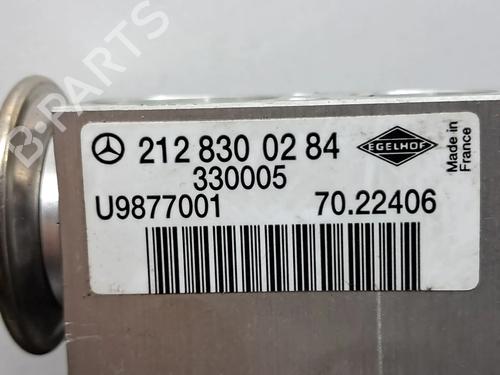 212 830 02 84
EGELHOF
Made in
France
330005
U9877001
70.22406
B-PARTS